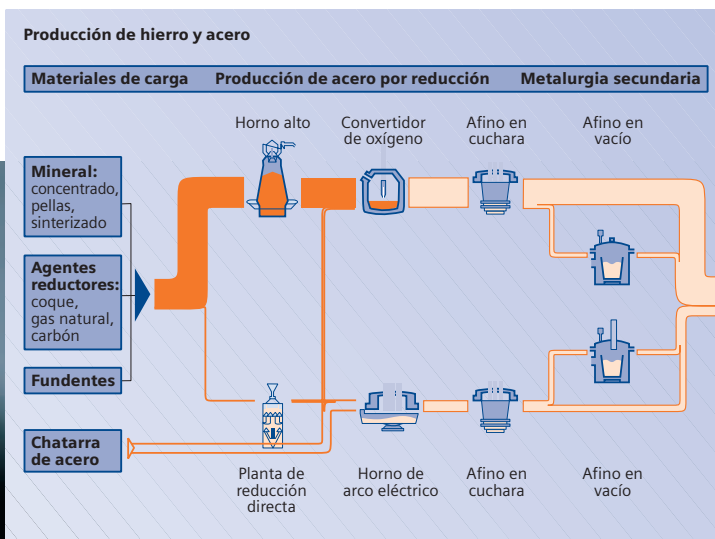 Producción de hierro y acero
Materiales de carga
Producción de acero por reducción
Metalurgia secundaria
Horno alto
Convertidor
de oxígeno
Afino en
cuchara
Afino en
vacío
Mineral:
concentrado,
pellas,
sinterizado
Agentes
reductores:
coque,
gas natural,
carbón
Fundentes
Chatarra
de acero
Planta de
reducción
directa
Horno de
arco eléctrico
Afino en
cuchara
Afino en
vacío